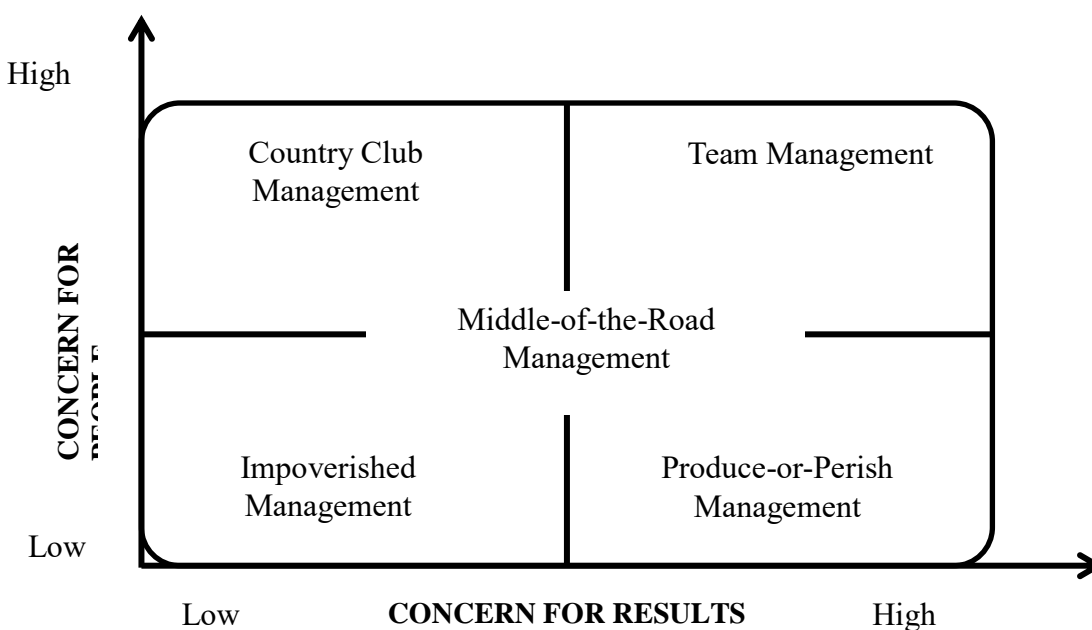 High
Country Club
Management
Team Management
CONCERN FOR
Middle-of-the-Road
Management
Impoverished
Management
Produce-or-Perish
Management
Low
Low
CONCERN FOR RESULTS
High